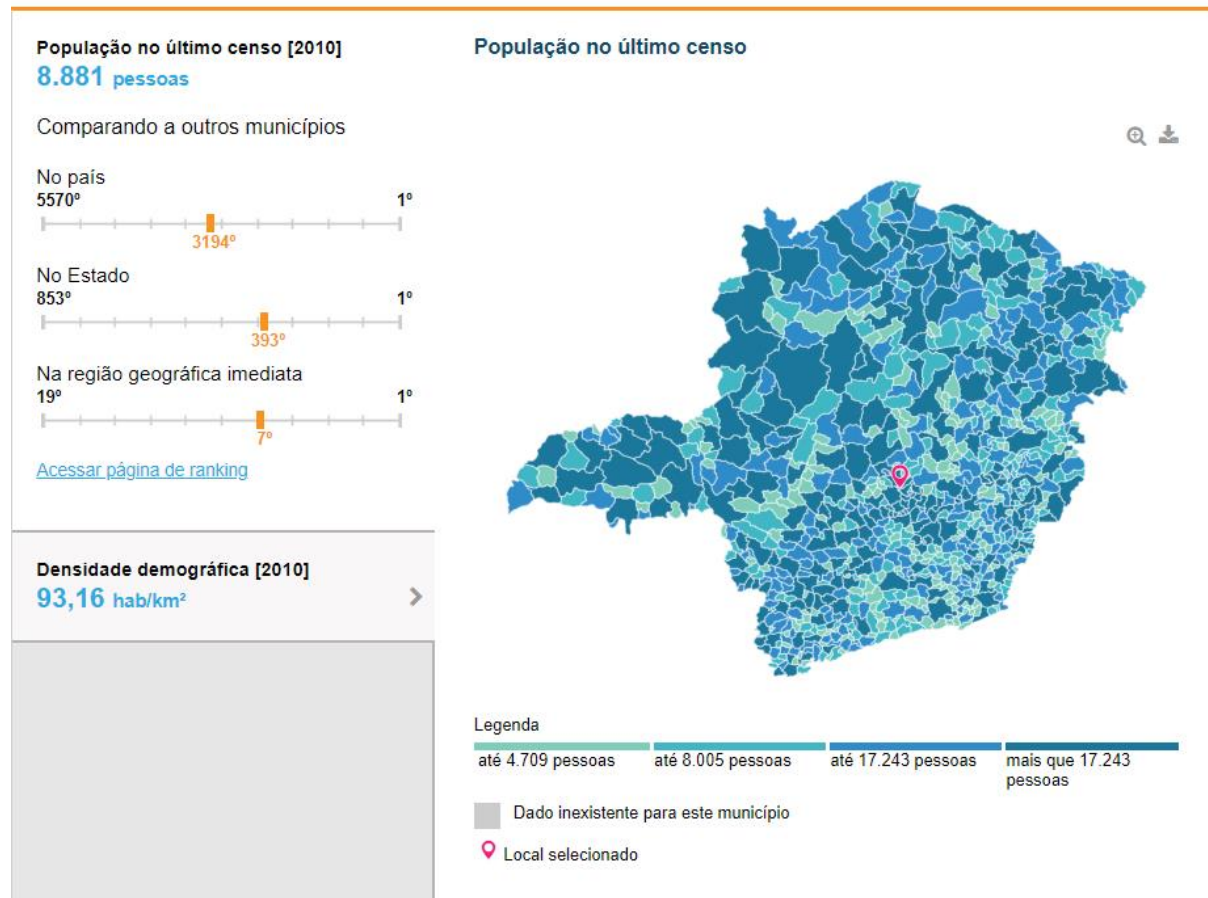 População no último censo [2010]
8.881 pessoas
Comparando a outros municípios
No país
5570º 1º
3194º
No Estado
853º 1º
393º
Na região geográfica imediata
19º 1º
7º
Acessar página de ranking
Densidade demográfica [2010]
93,16 hab/km²
População no último censo
Legenda
até 4.709 pessoas
até 8.005 pessoas
até 17.243 pessoas
mais que 17.243
pessoas
Dado inexistente para este município
Local selecionado